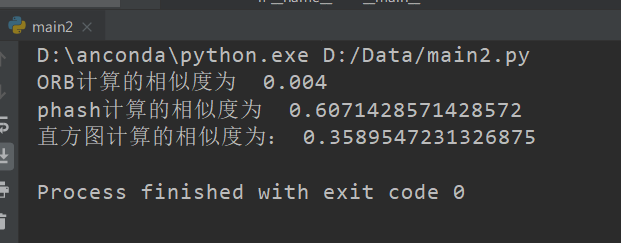 main2
D:\anconda\python.exe D:/Data/main2.py
ORB计算的相似度为 0.004
phash计算的相似度为 0.6071428571428572
直方图计算的相似度为： 0.3589547231326875
Process finished with exit code 0